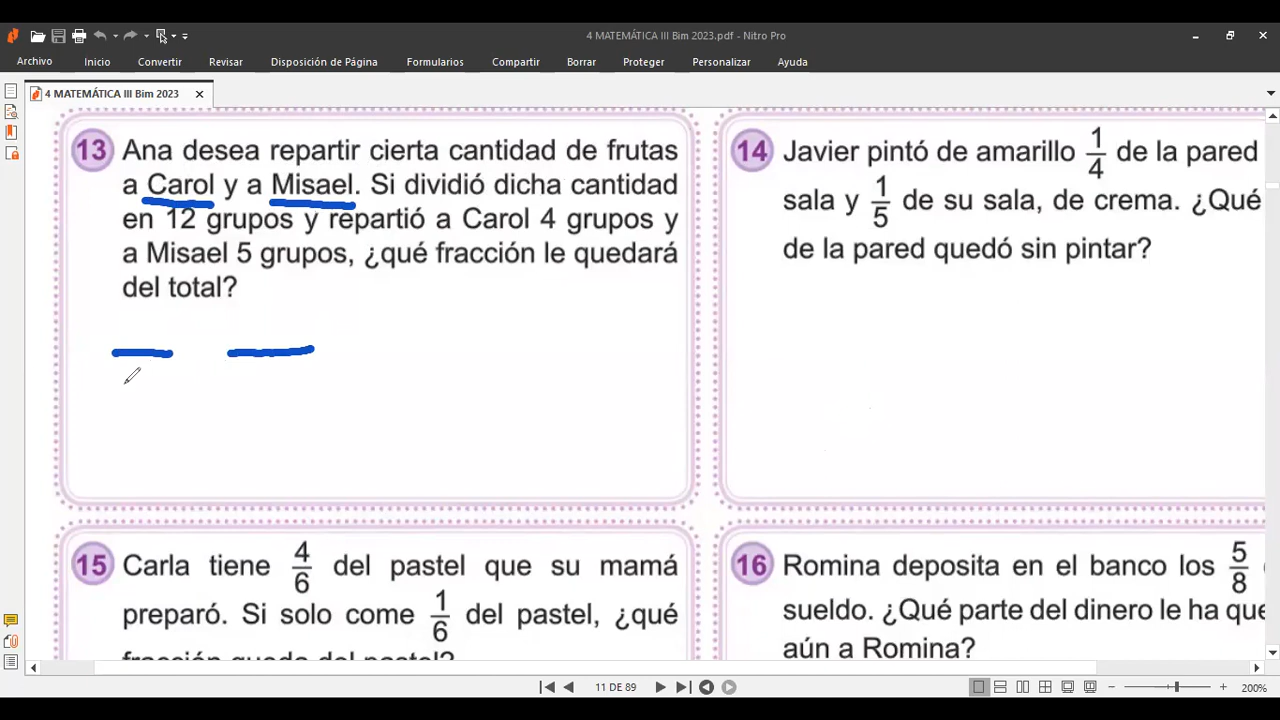 4 MATEMÁTICA III Bim 2023.pdf - Nitro Pro
Archivo Inicio Convertir Revisar Disposición de Página Formularios Compartir Borrar Proteger Personalizar Ayuda
4 MATEMÁTICA III Bim 2023
13 Ana desea repartir cierta cantidad de frutas
a Carol y a Misael. Si dividió dicha cantidad
en 12 grupos y repartió a Carol 4 grupos y
a Misael 5 grupos, ¿qué fracción le quedará
del total?
14 Javier pintó de amarillo 1/4 de la pared
sala y 1/5 de su sala, de crema. ¿Qué
de la pared quedó sin pintar?
15 Carla tiene 4/6 del pastel que su mamá
preparó. Si solo come 1/6 del pastel, ¿qué
fracción queda del pastel?
16 Romina deposita en el banco los 5/8
sueldo. ¿Qué parte del dinero le ha que
aún a Romina?
11 DE 89
200%